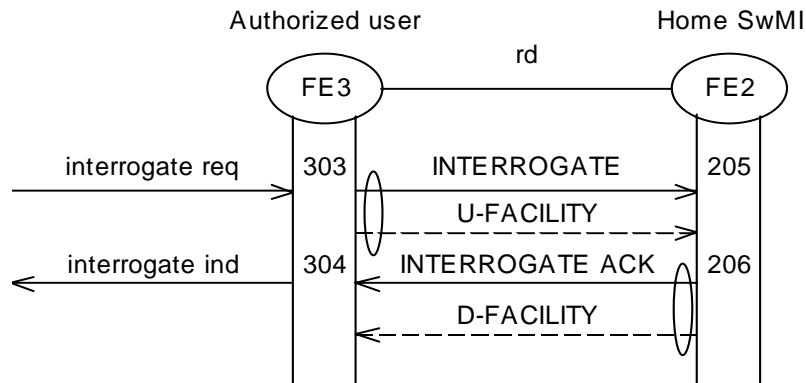 Authorized user
Home SwMI
rd
FE3
FE2
interrogate req
303
INTERROGATE
205
U-FACILITY
interrogate ind
304
INTERROGATE ACK
206
D-FACILITY